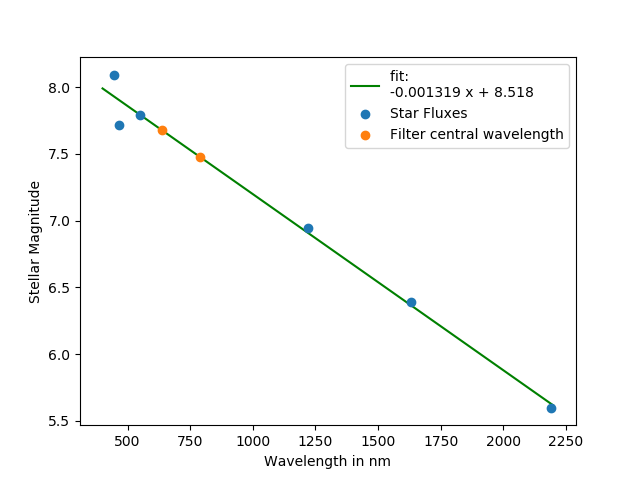 fit:
-0.001319 x + 8.518
Star Fluxes
Filter central wavelength
8.0
7.5
7.0
6.5
6.0
5.5
Stellar Magnitude
500
750
1000
1250
1500
1750
2000
2250
Wavelength in nm